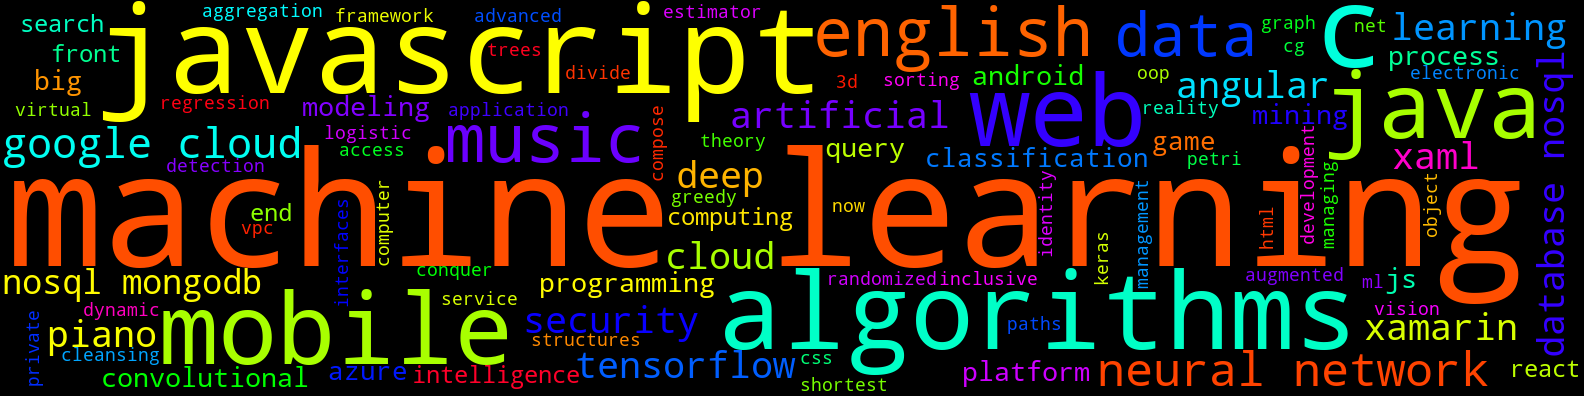 search
aggregation
framework
advanced
estimator
javascript
english
data
graph
cg
c
net
learning
front
trees
process
big
divide
3d
sorting
android
oop
angular
electronic
virtual
regression
modeling
application
compose
artificial
web
reality
mining
java
database nosql
google cloud
logistic
access
music
theory
query
classification
game
petri
xaml
detection
machine learning
deep
greedy
computing
now
identity
development
managing
object
end
vpc
interfaces
computer
html
keras
management
cloud
nosql mongodb
conquer
programming
randomized
inclusive
augmented
ml
js
dynamic
service
algorithms
vision
private
piano
mobile
security
structures
paths
xamarin
cleansing
convolutional
azure
intelligence
tensorflow
css
shortest
platform
neural network
react